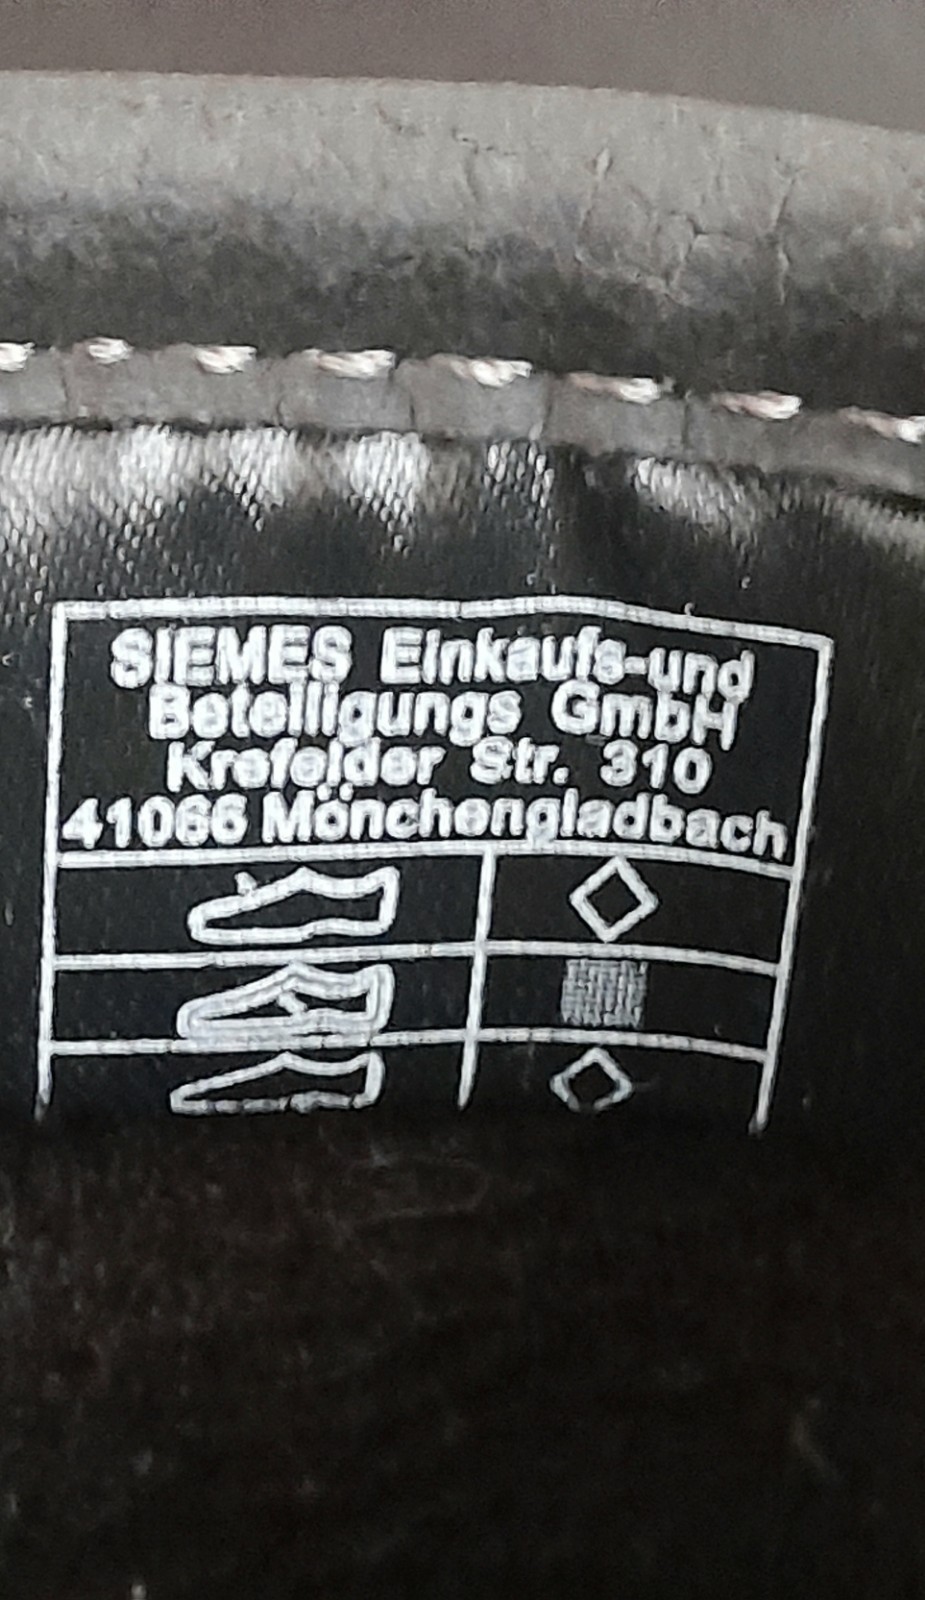 SIEMES Einkaufs-und
Beteiligungs GmbH
Krefelder Str. 310
41066 Mönchengladbach